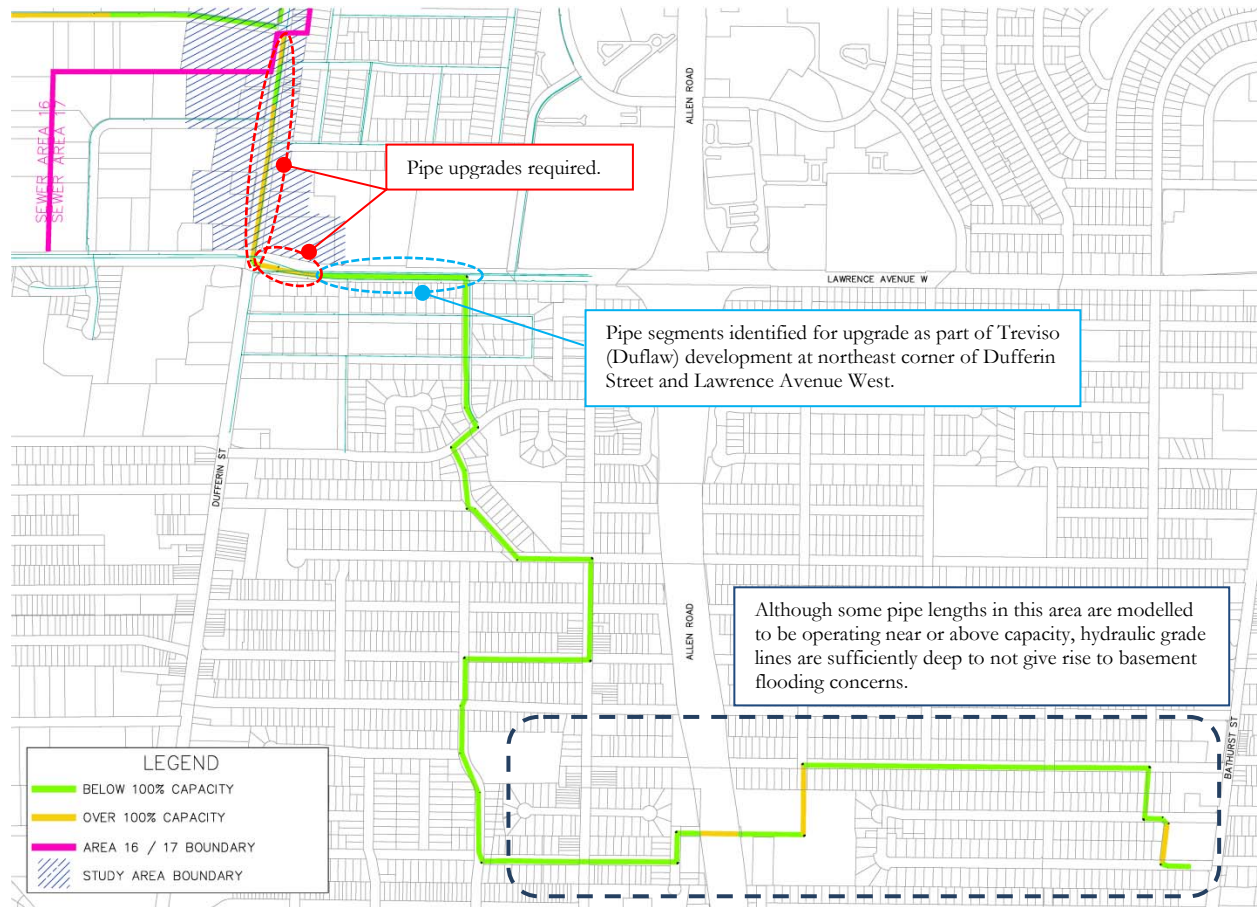 SEWER AREA 16
SEWER AREA 17
ALLEN ROAD
Pipe upgrades required.
LAWRENCE AVENUE W
Pipe segments identified for upgrade as part of Treviso
(Duflaw) development at northeast corner of Dufferin
Street and Lawrence Avenue West.
DUFFERIN ST
ALLEN ROAD
Although some pipe lengths in this area are modelled
to be operating near or above capacity, hydraulic grade
lines are sufficiently deep to not give rise to basement
flooding concerns.
BATHURST ST
LEGEND
BELOW 100% CAPACITY
OVER 100% CAPACITY
AREA 16 / 17 BOUNDARY
STUDY AREA BOUNDARY